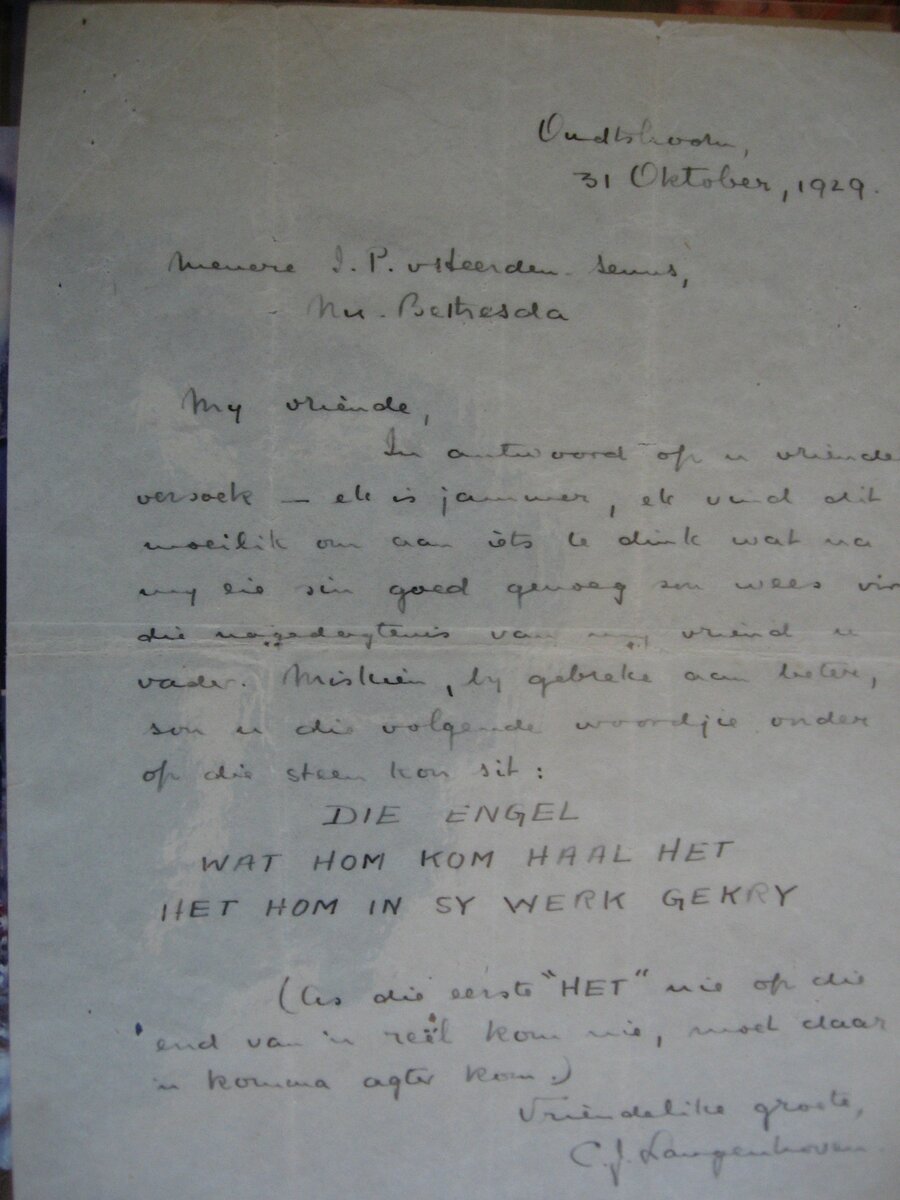 Oudtshoorn,
31 Oktober, 1929.
Menere I. P. v Heerden - Seuns,
Nu - Bethesda
My vriende,
In antwoord op u vriende
versoek — ek is jammer, ek vind dit
moeilik om aan iets te dink wat na
my eie sin goed genoeg sou wees vir
die nagedagtenis van my vriend u
vader. Miskien, by gebreke aan beter,
sou u die volgende woordjie onder
op die steen kon sit:
DIE ENGEL
WAT HOM KOM HAAL HET
HET HOM IN SY WERK GEKRY
(As die eerste "HET" nie op die
end van 'n reël kom nie, moet daar
'n komma agter kom.)
Vriendelike groete,
C. J. Langenhoven.